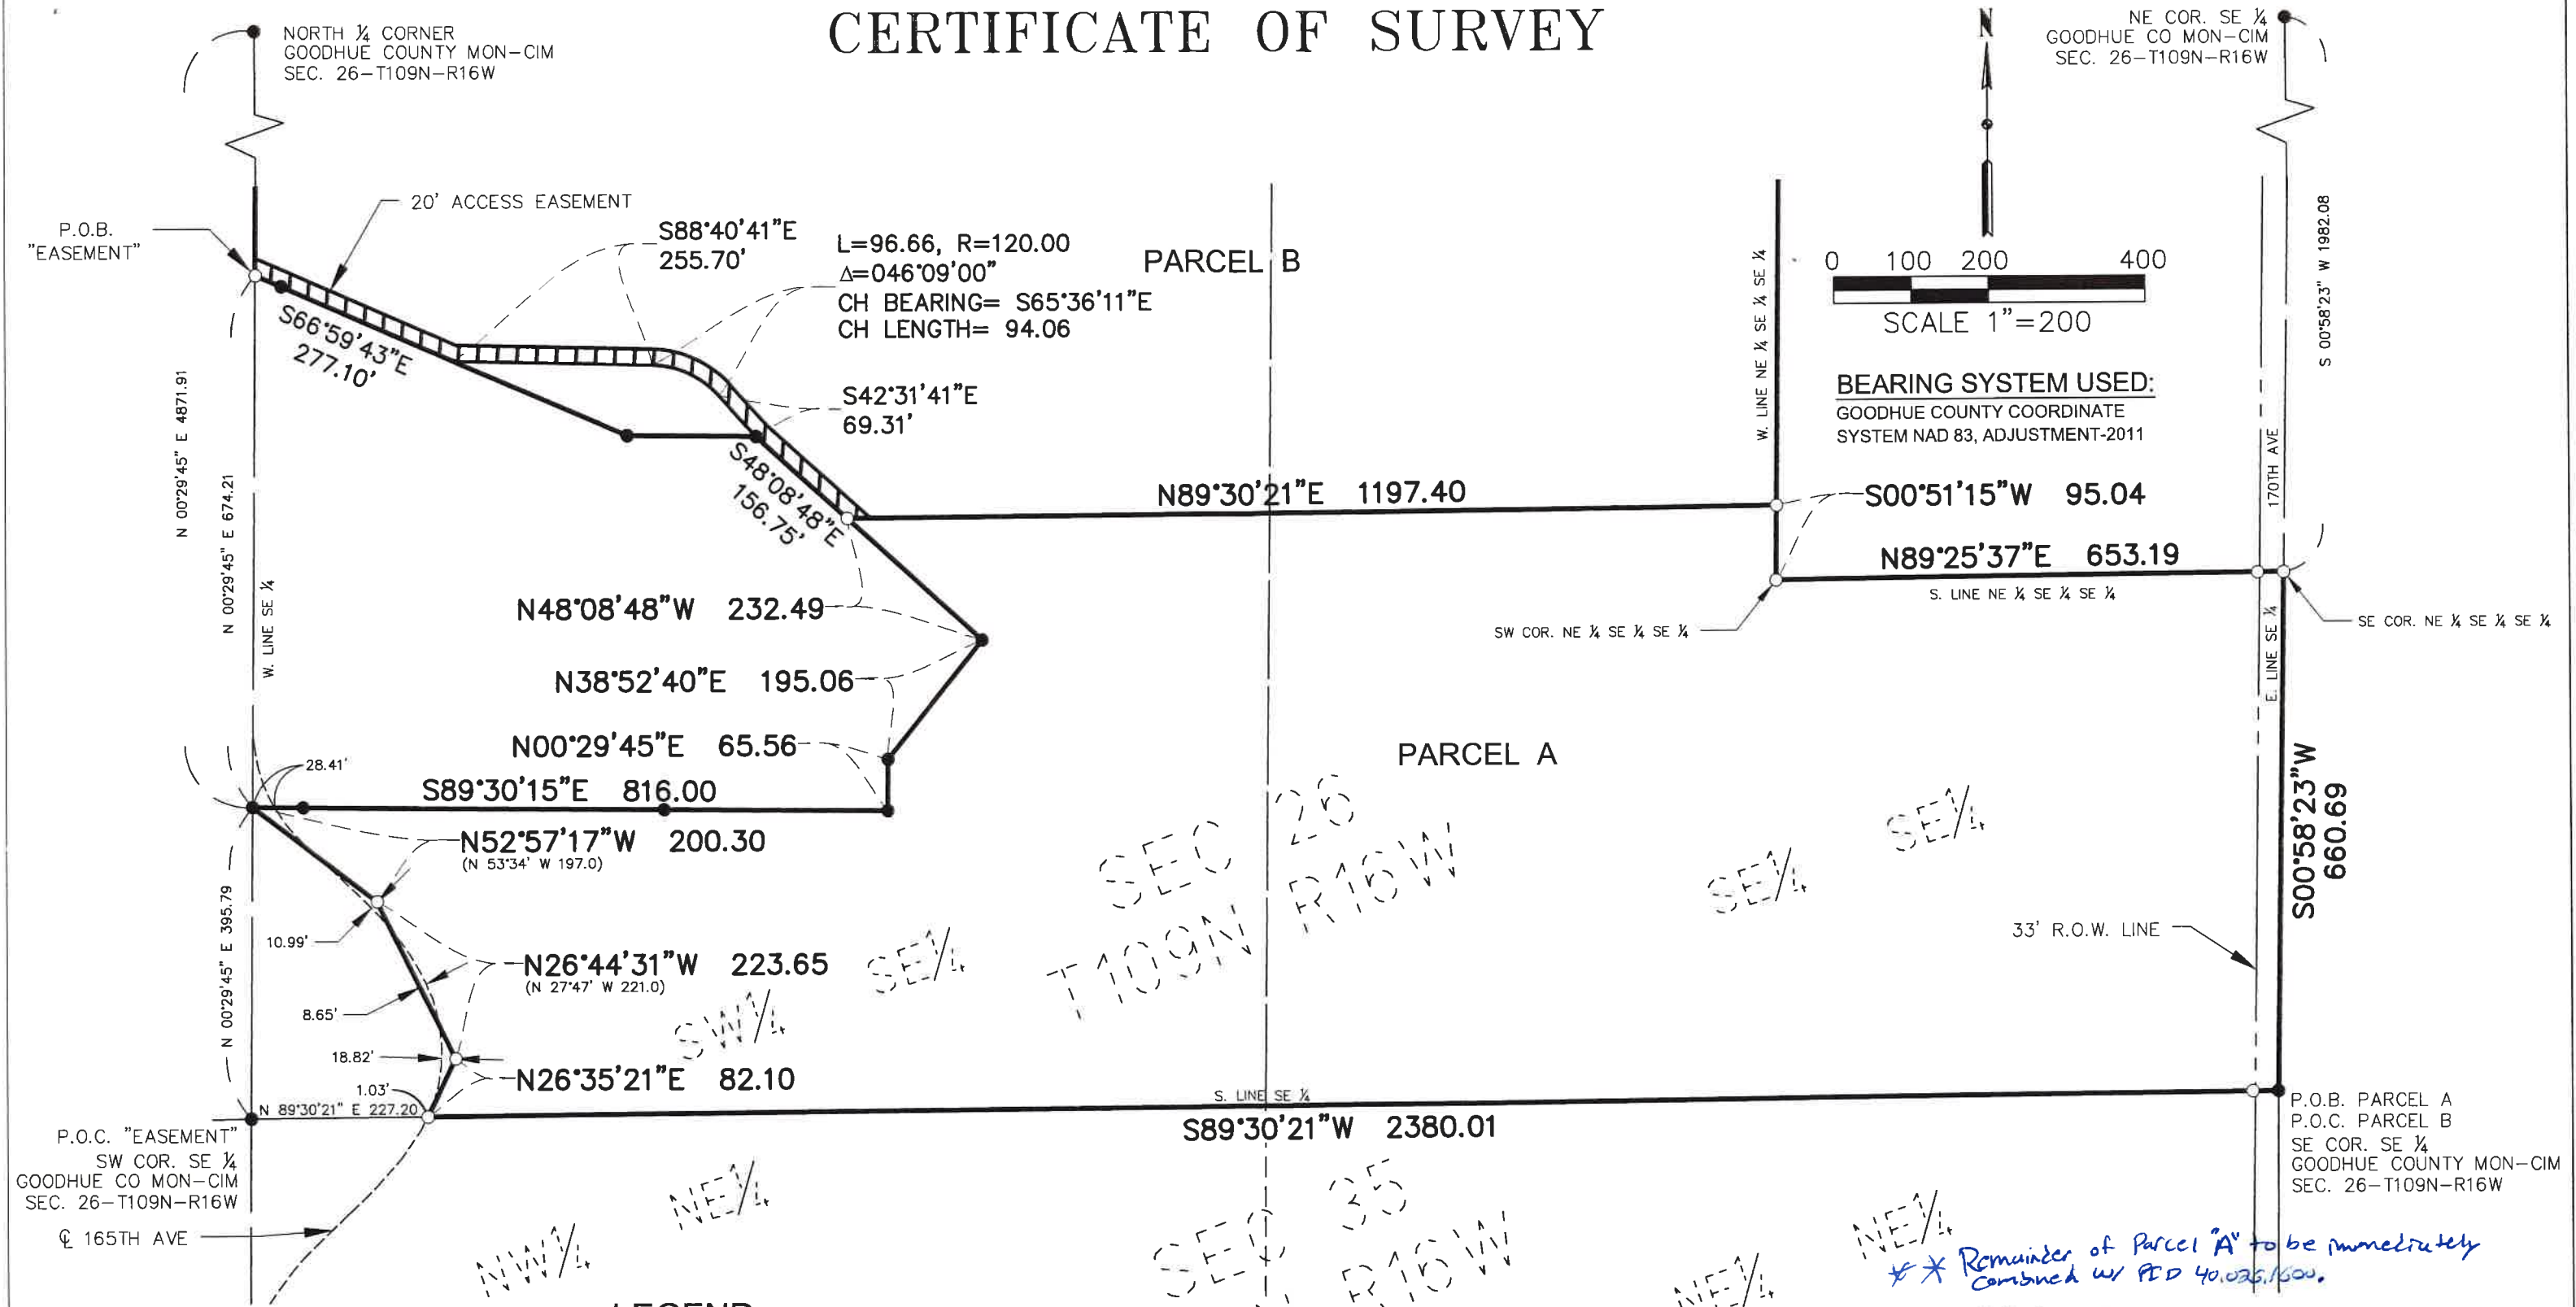 CERTIFICATE OF SURVEY
NORTH ¼ CORNER
GOODHUE COUNTY MON-CIM
SEC. 26-T109N-R16W
N
NE COR. SE ¼
GOODHUE CO MON-CIM
SEC. 26-T109N-R16W
20' ACCESS EASEMENT
P.O.B.
"EASEMENT"
S88°40'41"E
255.70'
L=96.66, R=120.00
Δ=046°09'00"
CH BEARING= S65°36'11"E
CH LENGTH= 94.06
PARCEL B
S66°59'43"E
277.10'
S42°31'41"E
69.31'
S48°08'48"E
156.75'
W. LINE NE ¼ SE ¼ SE ¼
0 100 200 400
SCALE 1"=200
BEARING SYSTEM USED:
GOODHUE COUNTY COORDINATE
SYSTEM NAD 83, ADJUSTMENT-2011
S 00°58'23" W 1982.08
170TH AVE
N 00°29'45" E 4871.91
N 00°29'45" E 674.21
W. LINE SE ¼
N89°30'21"E 1197.40
S00°51'15"W 95.04
N89°25'37"E 653.19
S. LINE NE ¼ SE ¼ SE ¼
SW COR. NE ¼ SE ¼ SE ¼
SE COR. NE ¼ SE ¼ SE ¼
E. LINE SE ¼
N48°08'48"W 232.49
N38°52'40"E 195.06
N00°29'45"E 65.56
28.41'
S89°30'15"E 816.00
PARCEL A
N52°57'17"W 200.30
(N 53°34' W 197.0)
SEC 26
T109N R16W
SE¼
SE¼
S00°58'23"W
660.69
33' R.O.W. LINE
N 00°29'45" E 395.79
10.99'
N26°44'31"W 223.65
(N 27°47' W 221.0)
SW¼
SE¼
8.65'
18.82'
N26°35'21"E 82.10
1.03'
N 89°30'21" E 227.20
S. LINE SE ¼
S89°30'21"W 2380.01
P.O.C. "EASEMENT"
SW COR. SE ¼
GOODHUE CO MON-CIM
SEC. 26-T109N-R16W
P.O.B. PARCEL A
P.O.C. PARCEL B
SE COR. SE ¼
GOODHUE COUNTY MON-CIM
SEC. 26-T109N-R16W
℄ 165TH AVE
NW¼
NE¼
SEC 35
R16W
NE¼
NE¼
** Remainder of Parcel "A" to be immediately
combined w/ PID
LEGEND